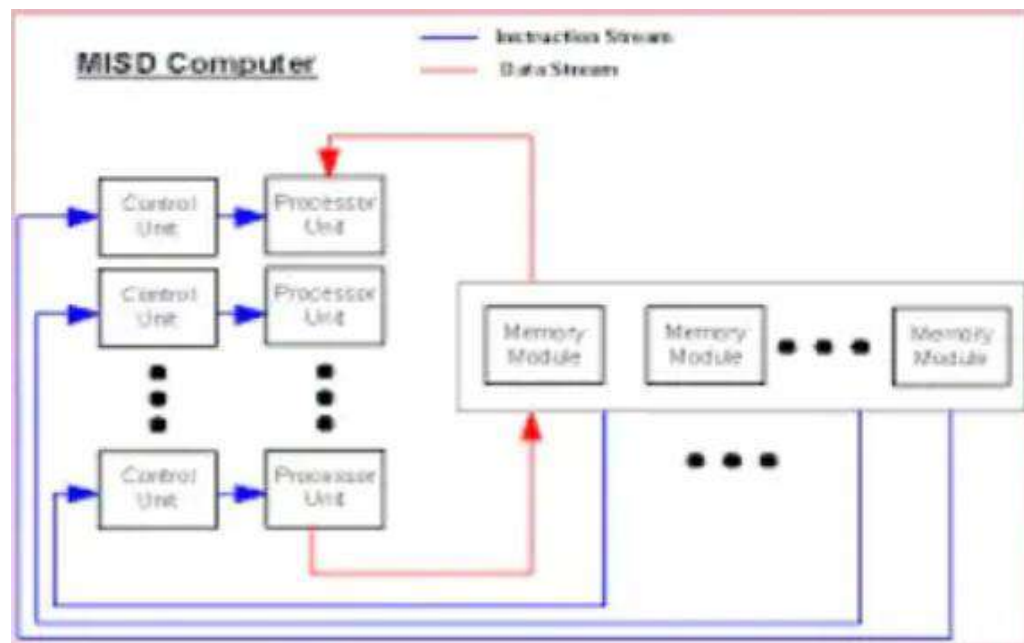 MISD Computer
Instruction Stream
Data Stream
Control
Unit
Processor
Unit
Control
Unit
Processor
Unit
Memory
Module
Memory
Module
Memory
Module
Control
Unit
Processor
Unit